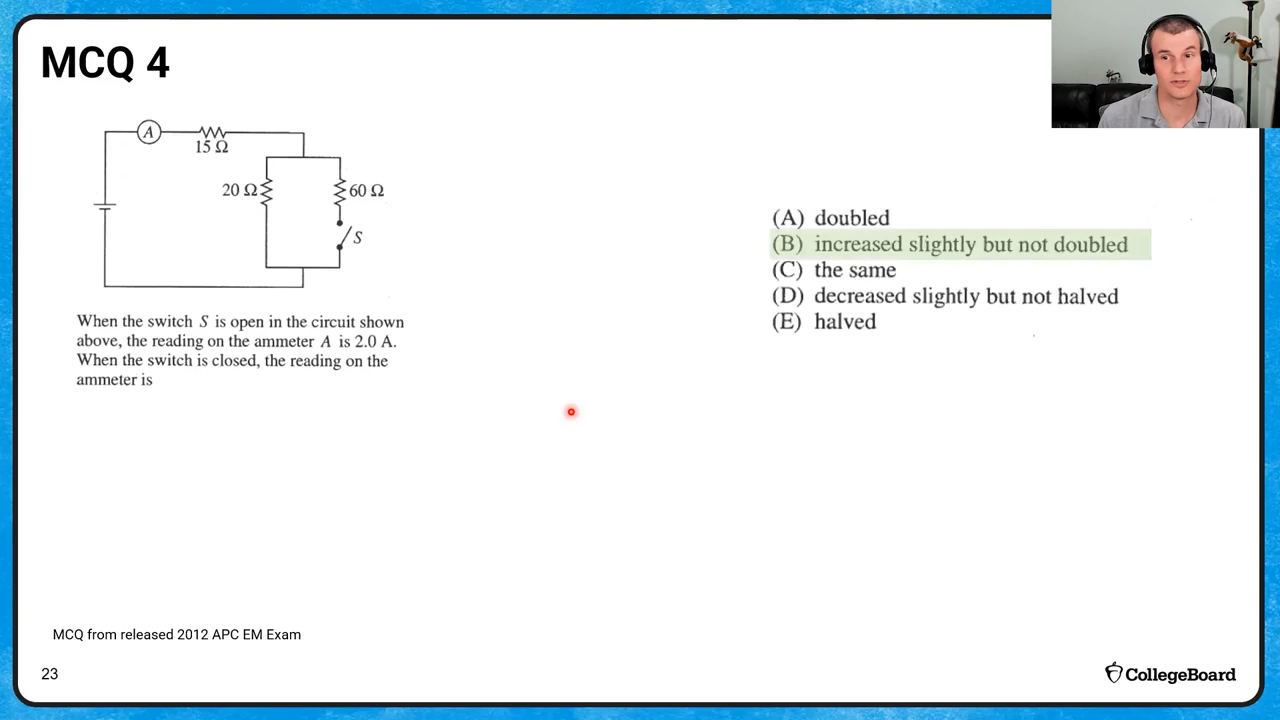 MCQ 4
A
15 Ω
20 Ω
60 Ω
S
When the switch S is open in the circuit shown
above, the reading on the ammeter A is 2.0 A.
When the switch is closed, the reading on the
ammeter is
(A) doubled
(B) increased slightly but not doubled
(C) the same
(D) decreased slightly but not halved
(E) halved
MCQ from released 2012 APC EM Exam
23
CollegeBoard